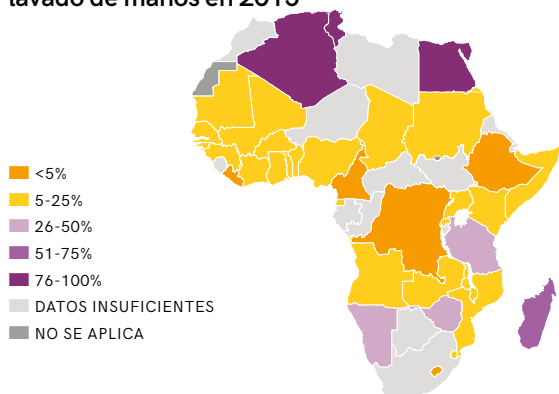 lavado de manos en 2015
<5%
5-25%
26-50%
51-75%
76-100%
DATOS INSUFICIENTES
NO SE APLICA